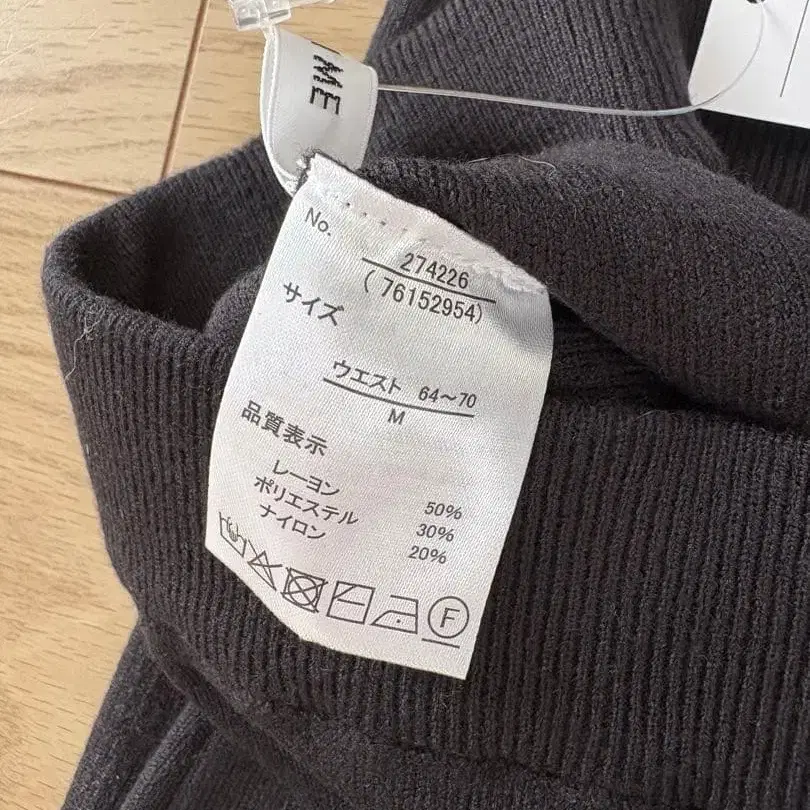 ME
No.
274226
( 76152954)
サイズ
ウエスト 64～70
M
品質表示
レーヨン 50%
ポリエステル 30%
ナイロン 20%
F